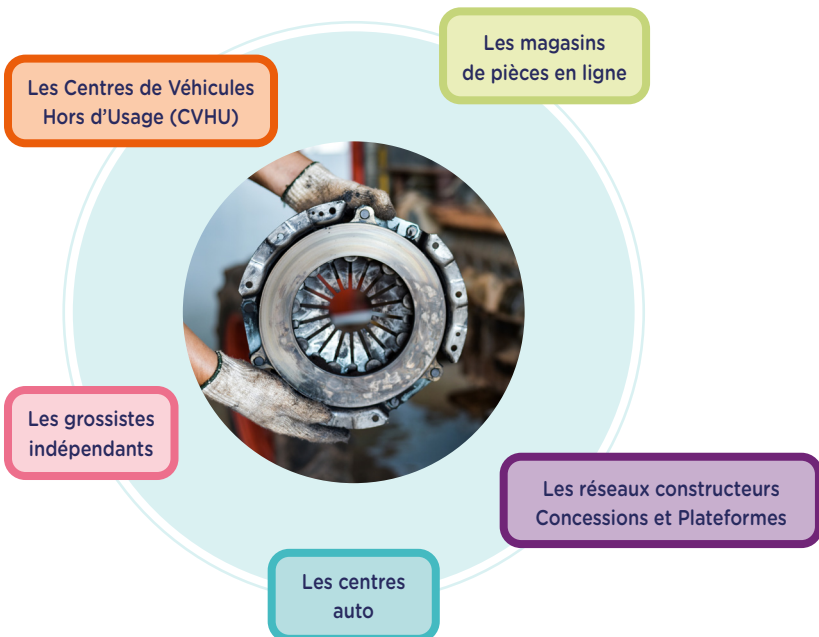 Les magasins
de pièces en ligne
Les Centres de Véhicules
Hors d’Usage (CVHU)
Les grossistes
indépendants
Les réseaux constructeurs
Concessions et Plateformes
Les centres
auto